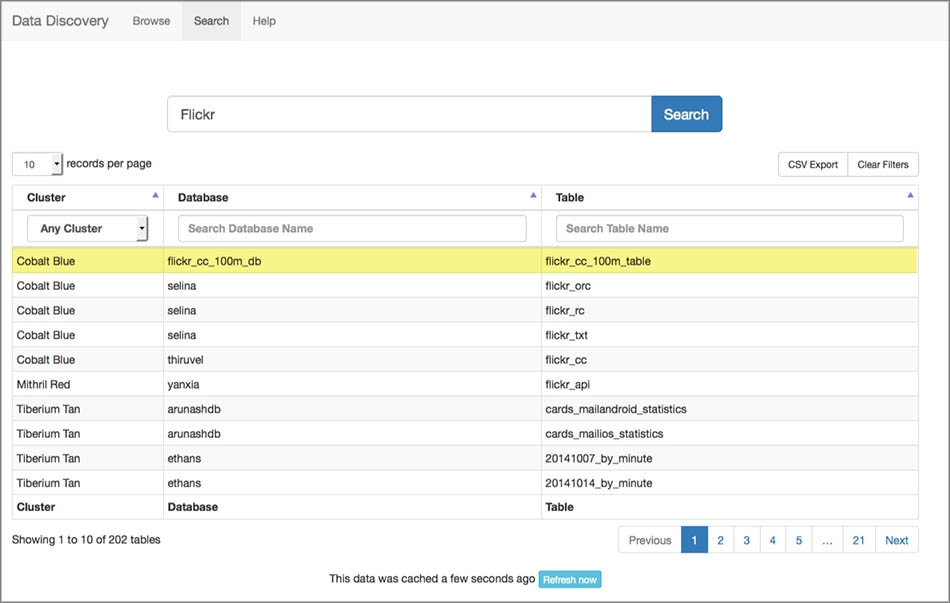 Data Discovery Browse Search Help
Flickr Search
10 records per page CSV Export Clear Filters
Cluster Database Table
Any Cluster Search Database Name Search Table Name
Cobalt Blue flickr_cc_100m_db flickr_cc_100m_table
Cobalt Blue selina flickr_orc
Cobalt Blue selina flickr_rc
Cobalt Blue selina flickr_txt
Cobalt Blue thiruvel flickr_cc
Mithril Red yanxia flickr_api
Tiberium Tan arunashdb cards_mailandroid_statistics
Tiberium Tan arunashdb cards_mailios_statistics
Tiberium Tan ethans 20141007_by_minute
Tiberium Tan ethans 20141014_by_minute
Cluster Database Table
Showing 1 to 10 of 202 tables Previous 1 2 3 4 5 ... 21 Next
This data was cached a few seconds ago Refresh now